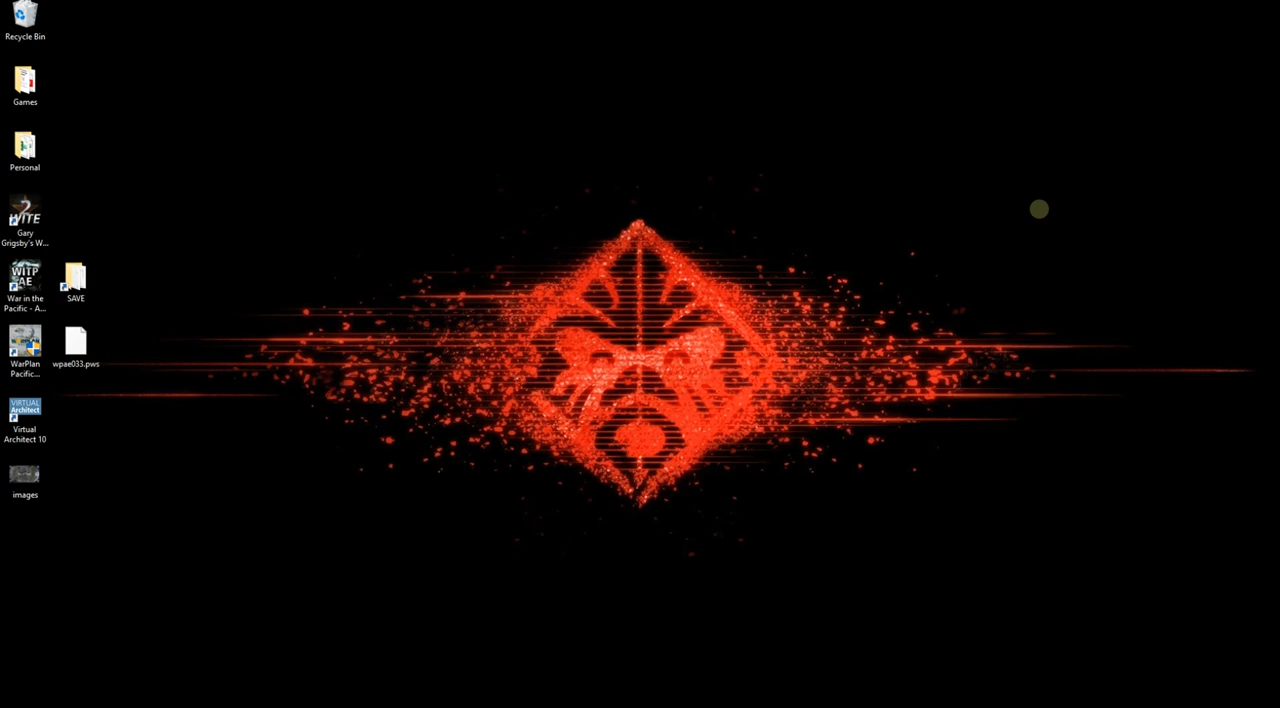 Recycle Bin
Games
Personal
2
WITE
Gary
Grigsby's W...
WITP
AE
War in the
Pacific - A...
SAVE
WarPlan
Pacific...
wpae033.pws
VIRTUAL
Architect
Virtual
Architect 10
images